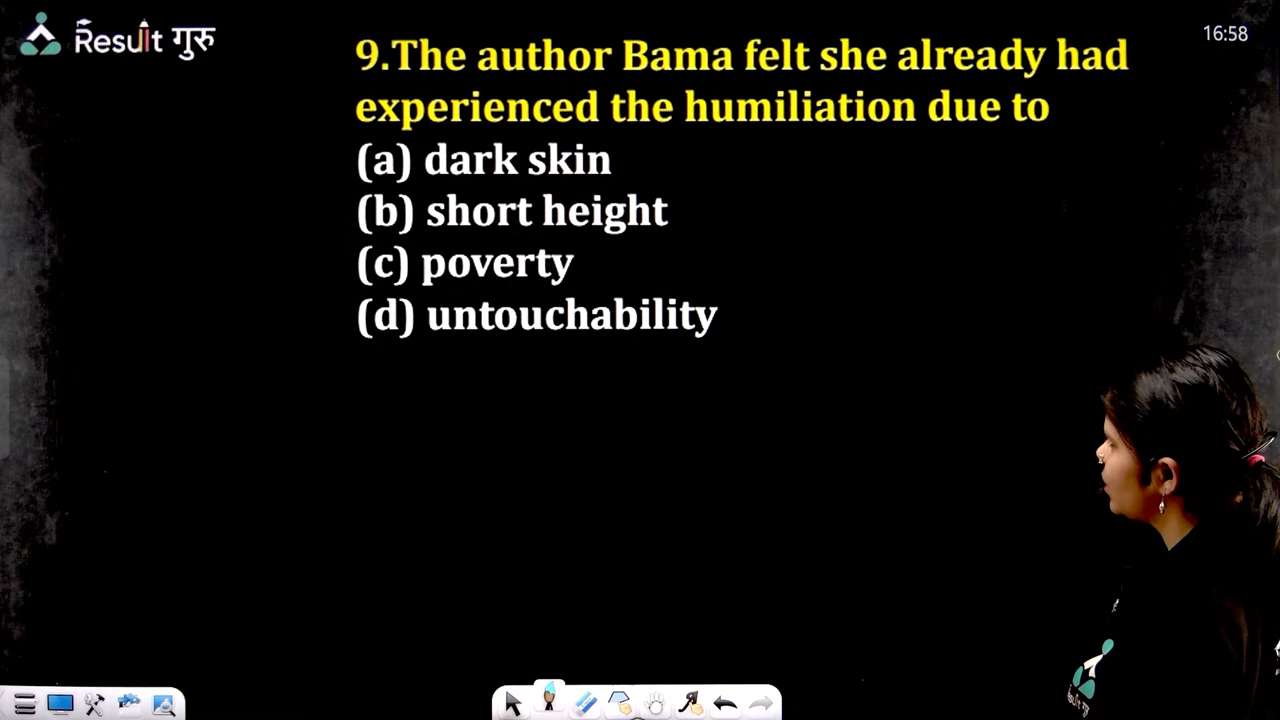 Result गुरु
16:58
9.The author Bama felt she already had
experienced the humiliation due to
(a) dark skin
(b) short height
(c) poverty
(d) untouchability